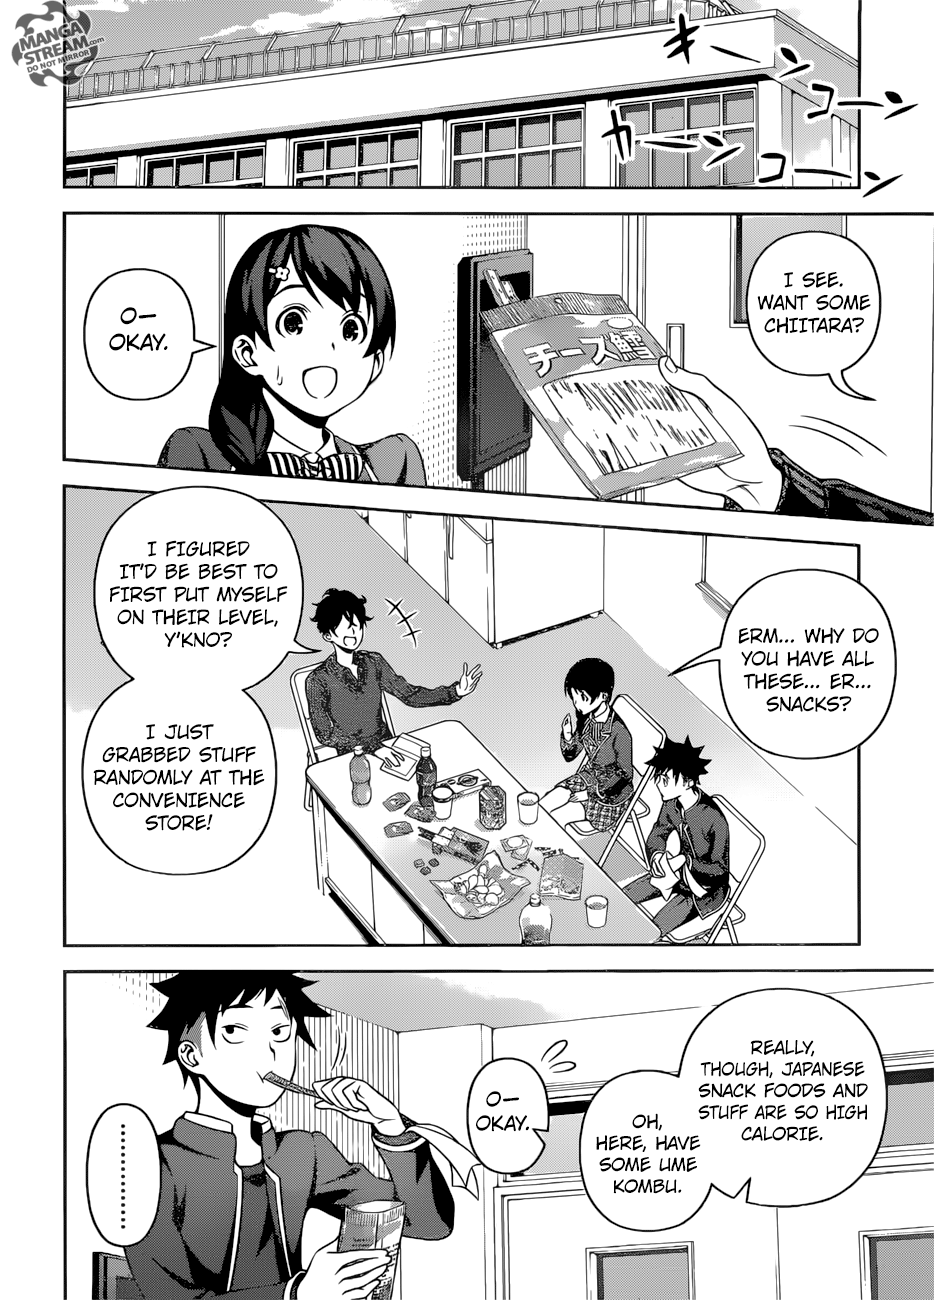 MANGA
STREAM.com
DO NOT MIRROR
キーン
コーン
カーン
コーン
I SEE.
WANT SOME
CHIITARA?
チーズ鱈
O—
OKAY.
I FIGURED
IT'D BE BEST TO
FIRST PUT MYSELF
ON THEIR LEVEL,
Y'KNO?
I JUST
GRABBED STUFF
RANDOMLY AT THE
CONVENIENCE
STORE!
ERM... WHY DO
YOU HAVE ALL
THESE... ER...
SNACKS?
REALLY,
THOUGH, JAPANESE
SNACK FOODS AND
STUFF ARE SO HIGH
CALORIE.
OH,
HERE, HAVE
SOME UME
KOMBU.
O—
OKAY.
..........